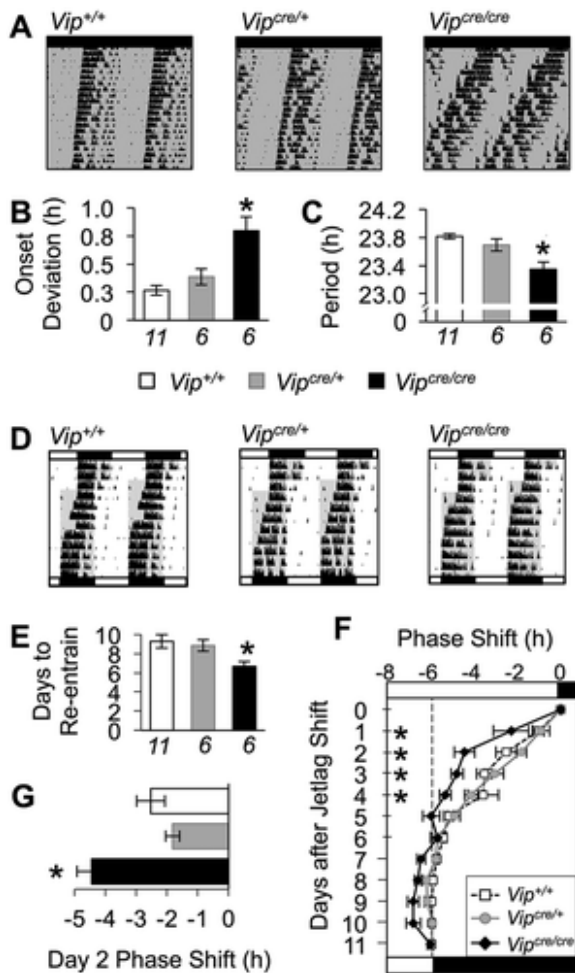 A
Vip+/+
Vipcre/+
Vipcre/cre
B
Onset
Deviation (h)
1.0
0.8
0.5
0.3
*
11 6 6
C
Period (h)
24.2
23.8
23.4
23.0
0
*
11 6 6
Vip+/+ Vipcre/+ Vipcre/cre
D
Vip+/+
Vipcre/+
Vipcre/cre
E
Days to
Re-entrain
10
8
6
4
2
0
*
11 6 6
F
Phase Shift (h)
-8 -6 -4 -2 0
Days after Jetlag Shift
0
1 *
2 *
3 *
4 *
5
6
7
8
9
10
11
Vip+/+
Vipcre/+
Vipcre/cre
G
*
-5 -4 -3 -2 -1 0
Day 2 Phase Shift (h)